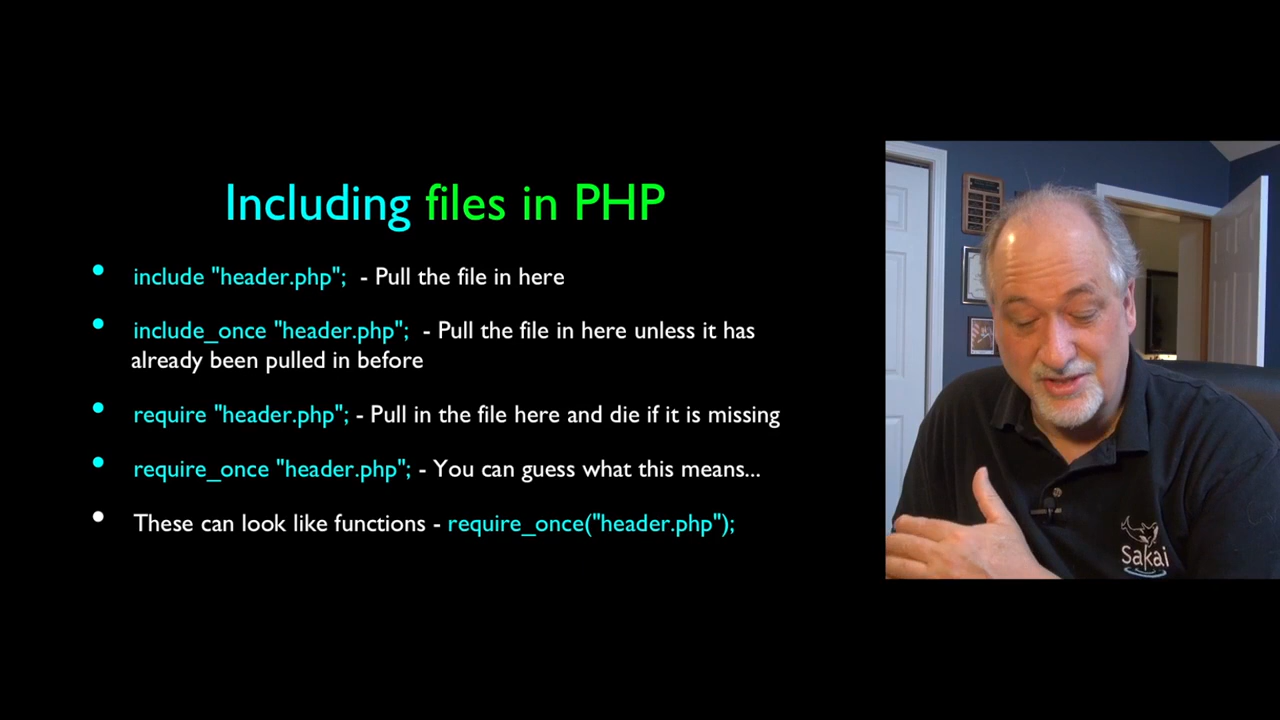 Including files in PHP
• include "header.php"; - Pull the file in here
• include_once "header.php"; - Pull the file in here unless it has
already been pulled in before
• require "header.php"; - Pull in the file here and die if it is missing
• require_once "header.php"; - You can guess what this means...
• These can look like functions - require_once("header.php");
Sakai